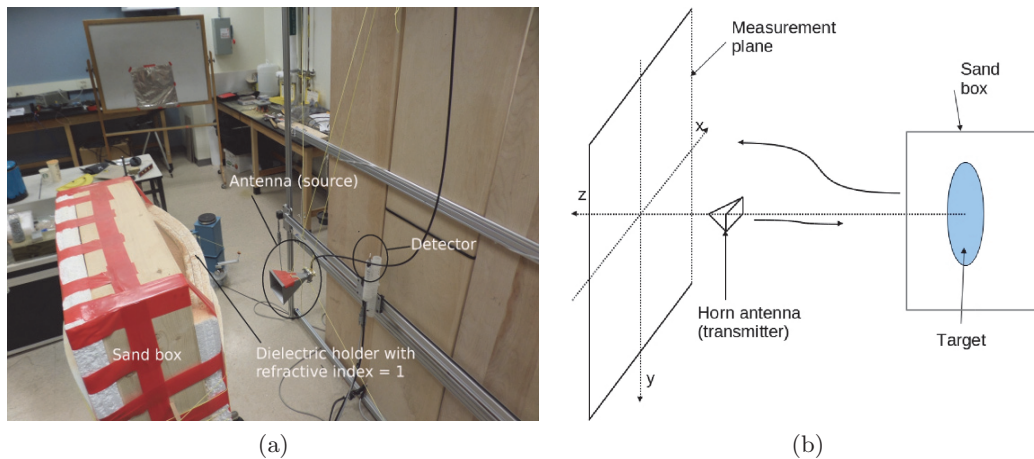 Antenna (source)
Detector
Sand box
Dielectric holder with
refractive index = 1
(a)
Measurement
plane
Sand
box
x
z
Horn antenna
(transmitter)
Target
y
(b)